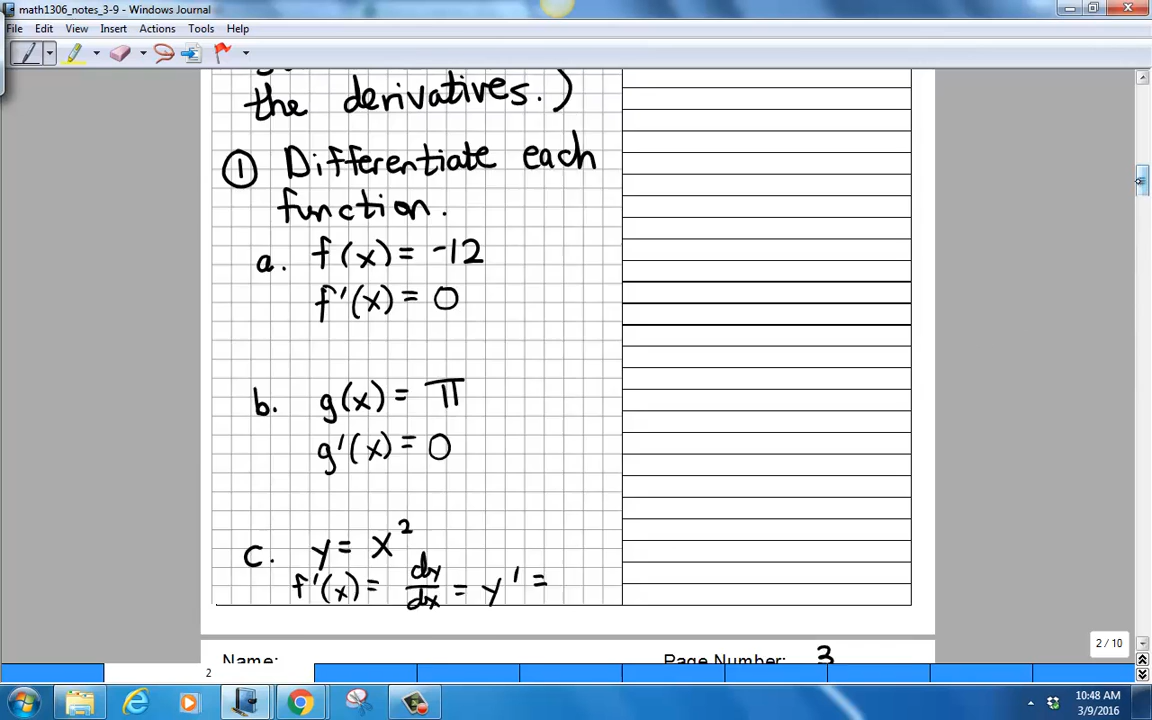 math1306_notes_3-9 - Windows Journal
File Edit View Insert Actions Tools Help
the derivatives.)
① Differentiate each
function.
a. f(x) = -12
f'(x) = 0
b. g(x) = π
g'(x) = 0
c. y = x²
f'(x) = dy/dx = y' =
2 / 10
Name: Page Number: 3
2
10:48 AM
3/9/2016